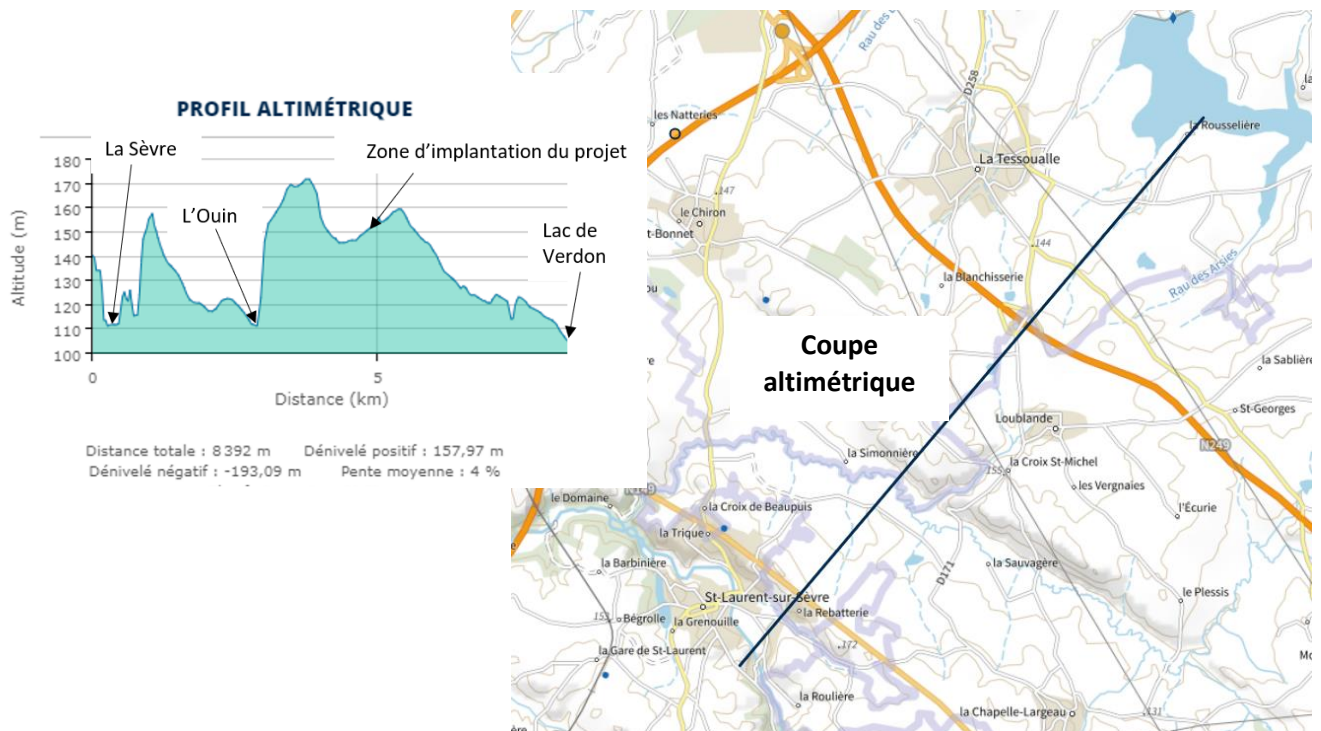 PROFIL ALTIMÉTRIQUE
La Sèvre
Zone d’implantation du projet
L’Ouin
Lac de
Verdon
Altitude (m)
180
170
160
150
140
130
120
110
100
0
5
Distance (km)
Distance totale : 8392 m
Dénivelé positif : 157,97 m
Dénivelé négatif : -193,09 m
Pente moyenne : 4 %
Coupe
altimétrique
les Natteries
D258
la Rousselière
La Tessoualle
147
le Chiron
t-Bonnet
144
la Blanchisserie
Rau des Arsies
la Sablière
St-Georges
N249
Loublande
la Simonnière
155
la Croix St-Michel
les Vergnaies
l'Écurie
le Domaine
la Croix de Beaupuis
la Trique
la Barbinière
la Sauvagère
D171
le Plessis
St-Laurent-sur-Sèvre
la Rebatterie
Bégrolle
la Grenouille
172
la Gare de St-Laurent
la Roulière
la Chapelle-Largeau
131